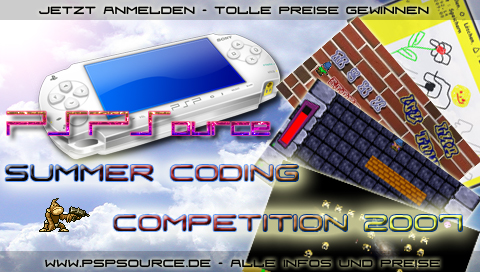 JETZT ANMELDEN - TOLLE PREISE GEWINNEN
PSPSource
SUMMER CODING
COMPETITION 2007
WWW.PSPSOURCE.DE - ALLE INFOS UND PREISE